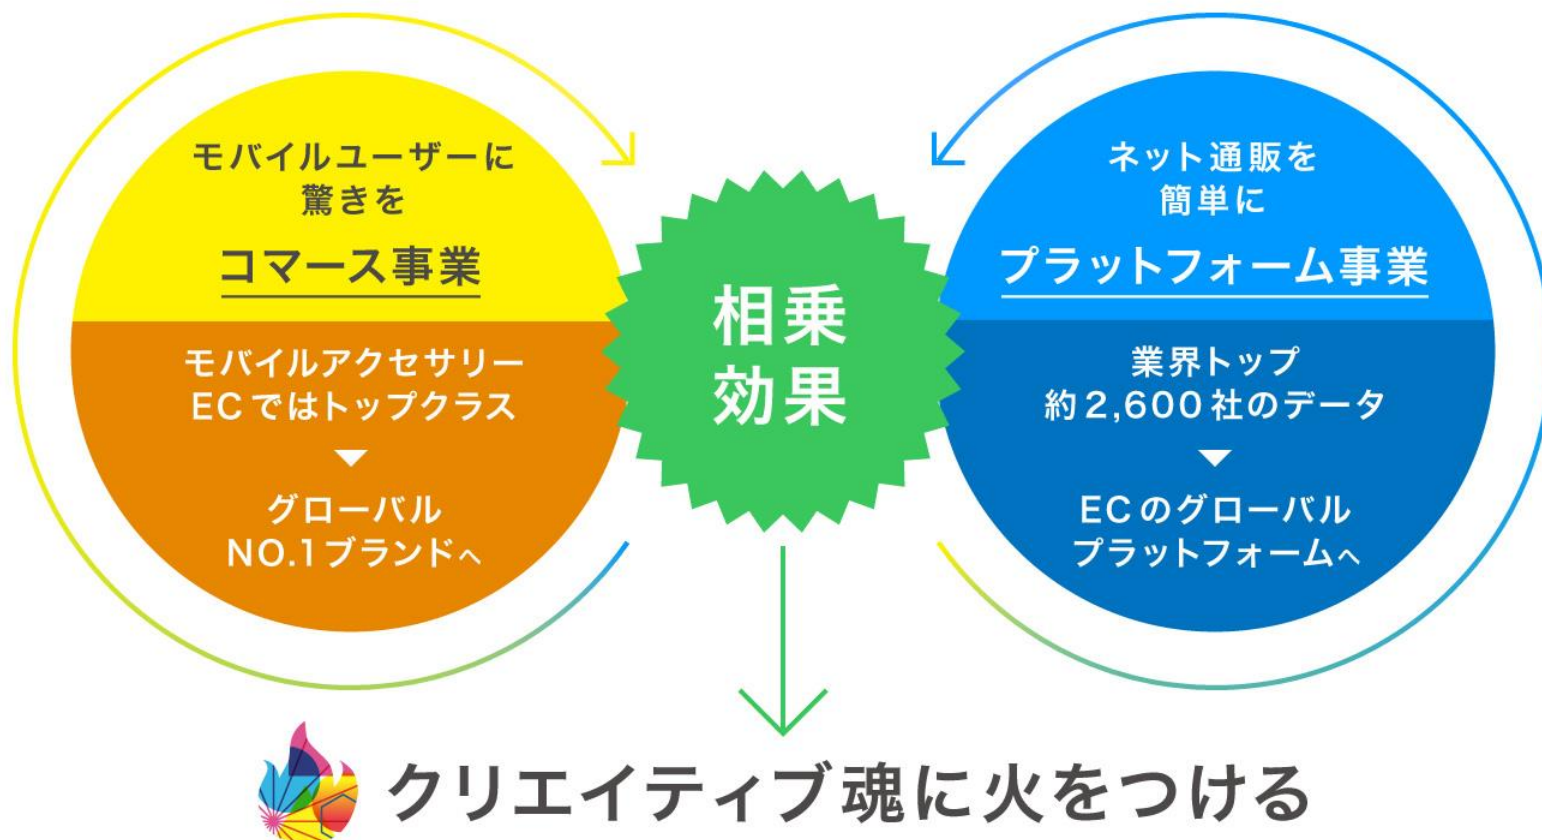 モバイルユーザーに
驚きを
コマース事業
モバイルアクセサリー
ECではトップクラス
グローバル
NO.1ブランドへ
相乗
効果
ネット通販を
簡単に
プラットフォーム事業
業界トップ
約2,600社のデータ
ECのグローバル
プラットフォームへ
クリエイティブ魂に火をつける